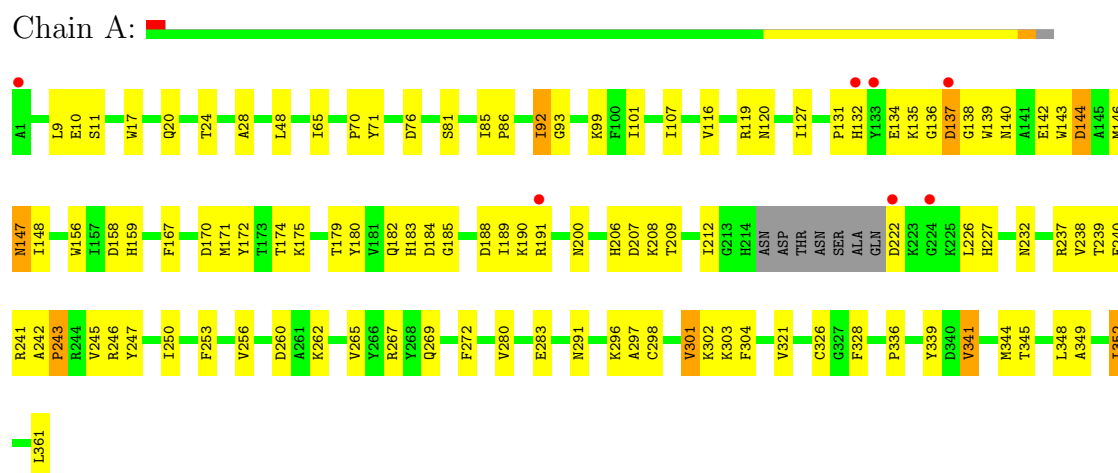 Chain A:
A1 L9 E10 S11 W17 Q20 T24 A28 L48 I65 P70 Y71 D76 S81 I85 P86 I92 G93 K99 F100 I101 I107 V116 R119 N120 I127 P131 H132 Y133 E134 K135 G136 D137 G138 W139 N140 A141 E142 W143 D144 A145 M146
N147 I148 W156 I157 D158 H159 F167 D170 M171 Y172 T173 T174 K175 T179 Y180 V181 Q182 H183 D184 G185 D188 I189 K190 R191 N200 H206 D207 K208 T209 I212 G213 H214 ASN ASP THR ASN SER ALA GLN D222 K223 G224 K225 L226 H227 N232 R237 V238 T239
R241 A242 P243 R244 V245 R246 Y247 I250 F253 V256 D260 A261 K262 V265 Y266 R267 Y268 Q269 F272 V280 E283 N291 K296 A297 C298 V301 K302 K303 F304 V321 C326 G327 F328 P336 Y339 D340 V341 M344 T345 L348 A349
L361